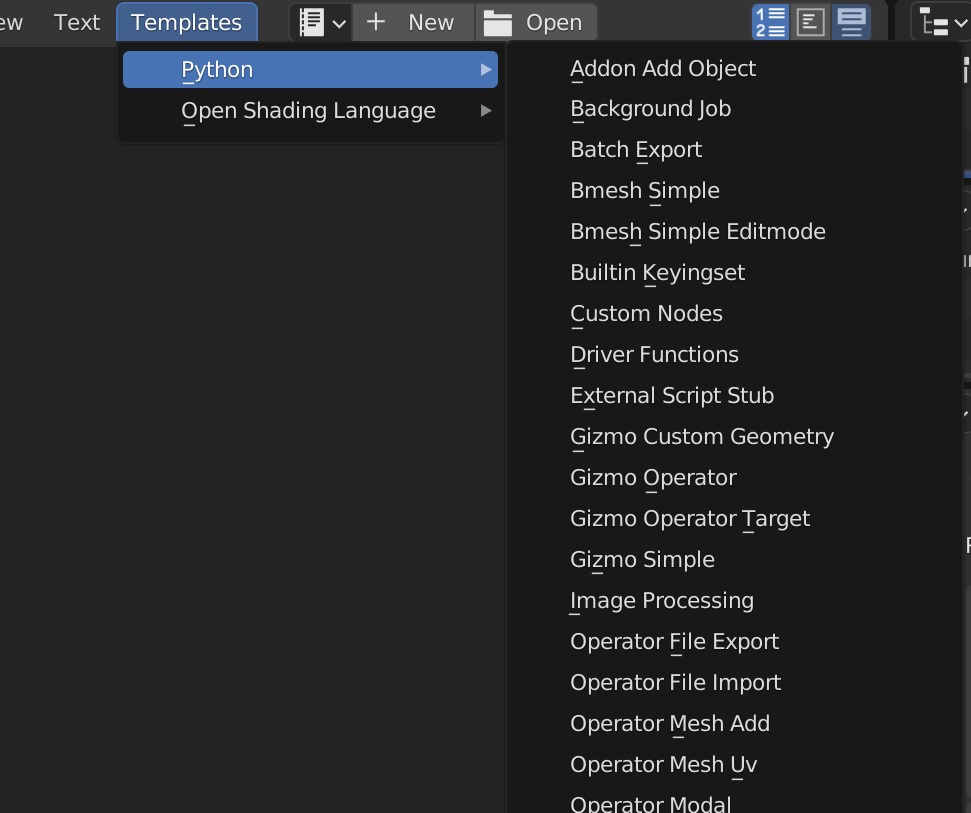 ew Text Templates New Open
Python
Open Shading Language
Addon Add Object
Background Job
Batch Export
Bmesh Simple
Bmesh Simple Editmode
Builtin Keyingset
Custom Nodes
Driver Functions
External Script Stub
Gizmo Custom Geometry
Gizmo Operator
Gizmo Operator Target
Gizmo Simple
Image Processing
Operator File Export
Operator File Import
Operator Mesh Add
Operator Mesh Uv
Operator Modal